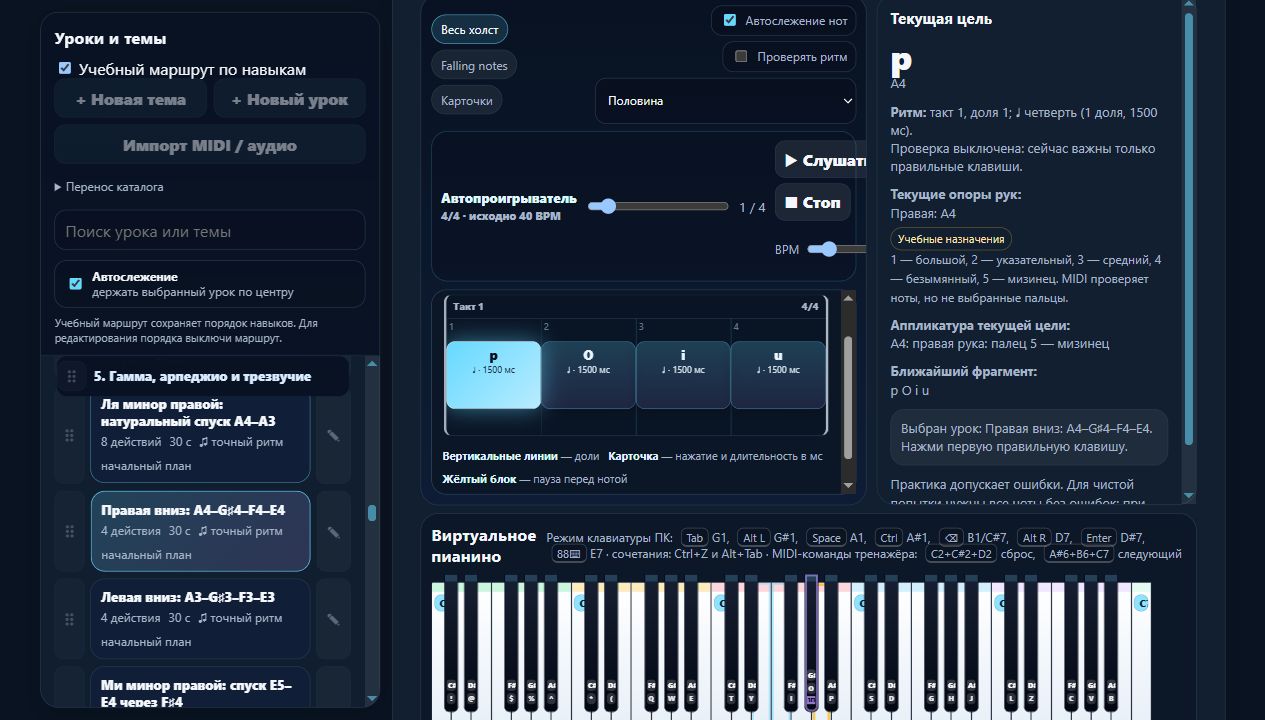 Уроки и темы
Учебный маршрут по навыкам
+ Новая тема
+ Новый урок
Импорт MIDI / аудио
Перенос каталога
Поиск урока или темы
Автослежение
держать выбранный урок по центру
Учебный маршрут сохраняет порядок навыков. Для
редактирования порядка выключи маршрут.
5. Гамма, арпеджио и трезвучие
Ля минор правой:
натуральный спуск A4–A3
8 действий 30 с ♫ точный ритм
начальный план
Правая вниз: A4–G♯4–F4–E4
4 действия 30 с ♫ точный ритм
начальный план
Левая вниз: A3–G♯3–F3–E3
4 действия 30 с ♫ точный ритм
начальный план
Ми минор правой: спуск E5–
E4 через F♯4
Весь холст
Falling notes
Карточки
Автослежение нот
Проверять ритм
Половина
Автопроигрыватель
4/4 · исходно 40 BPM
1 / 4
▶ Слушать
■ Стоп
BPM
Такт 1
4/4
1 2 3 4
p O i u
♩ · 1500 мс ♩ · 1500 мс ♩ · 1500 мс ♩ · 1500 мс
Вертикальные линии — доли Карточка — нажатие и длительность в мс
Жёлтый блок — пауза перед нотой
Текущая цель
p
A4
Ритм: такт 1, доля 1; ♩ четверть (1 доля, 1500
мс).
Проверка выключена: сейчас важны только
правильные клавиши.
Текущие опоры рук:
Правая: A4
Учебные назначения
1 — большой, 2 — указательный, 3 — средний, 4
— безымянный, 5 — мизинец. MIDI проверяет
ноты, но не выбранные пальцы.
Аппликатура текущей цели:
A4: правая рука: палец 5 — мизинец
Ближайший фрагмент:
p O i u
Выбран урок: Правая вниз: A4–G♯4–F4–E4.
Нажми первую правильную клавишу.
Практика допускает ошибки. Для чистой
попытки нужны все ноты без ошибок; при
Виртуальное
пианино
Режим клавиатуры ПК: Tab G1, Alt L G#1, Space A1, Ctrl A#1, ⌫ B1/C#7, Alt R D7, Enter D#7,
88⌨ E7 · сочетания: Ctrl+Z и Alt+Tab · MIDI-команды тренажёра: C2+C#2+D2 сброс, A#6+B6+C7 следующий